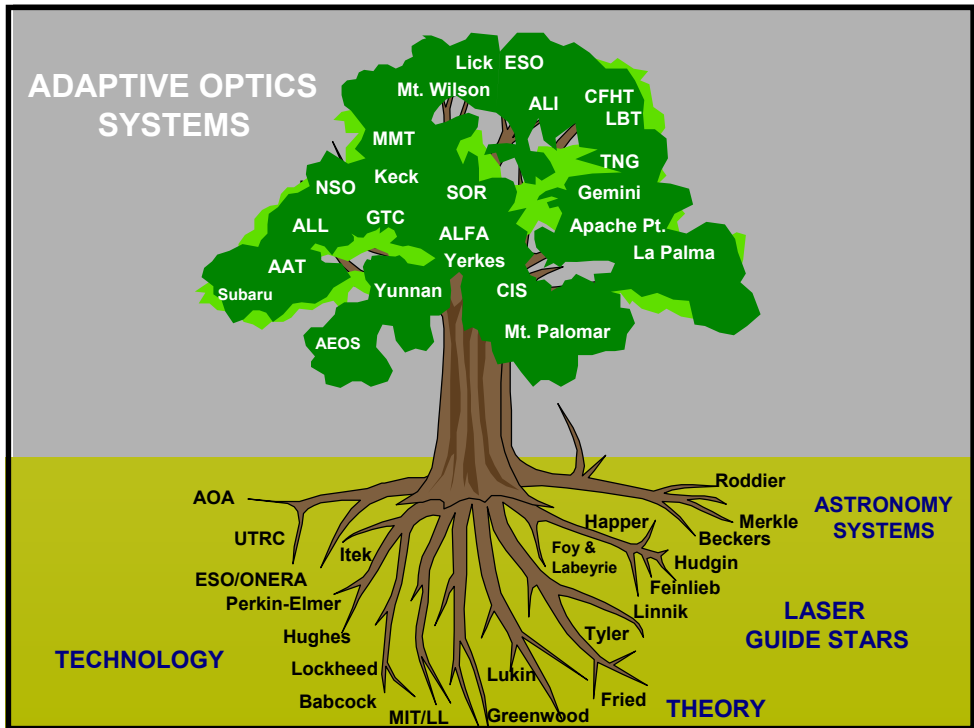 ADAPTIVE OPTICS
SYSTEMS
Lick ESO
Mt. Wilson
ALI
CFHT
LBT
MMT
TNG
Keck
NSO
SOR
Gemini
GTC
ALL
ALFA
Apache Pt.
AAT
Yerkes
La Palma
Subaru
Yunnan
CIS
AEOS
Mt. Palomar
AOA
UTRC
Itek
ESO/ONERA
Perkin-Elmer
Hughes
Lockheed
Babcock
MIT/LL
TECHNOLOGY
Roddier
Merkle
Beckers
ASTRONOMY
SYSTEMS
Happer
Foy &
Labeyrie
Hudgin
Feinlieb
Linnik
LASER
GUIDE STARS
Tyler
Lukin
Fried
Greenwood
THEORY